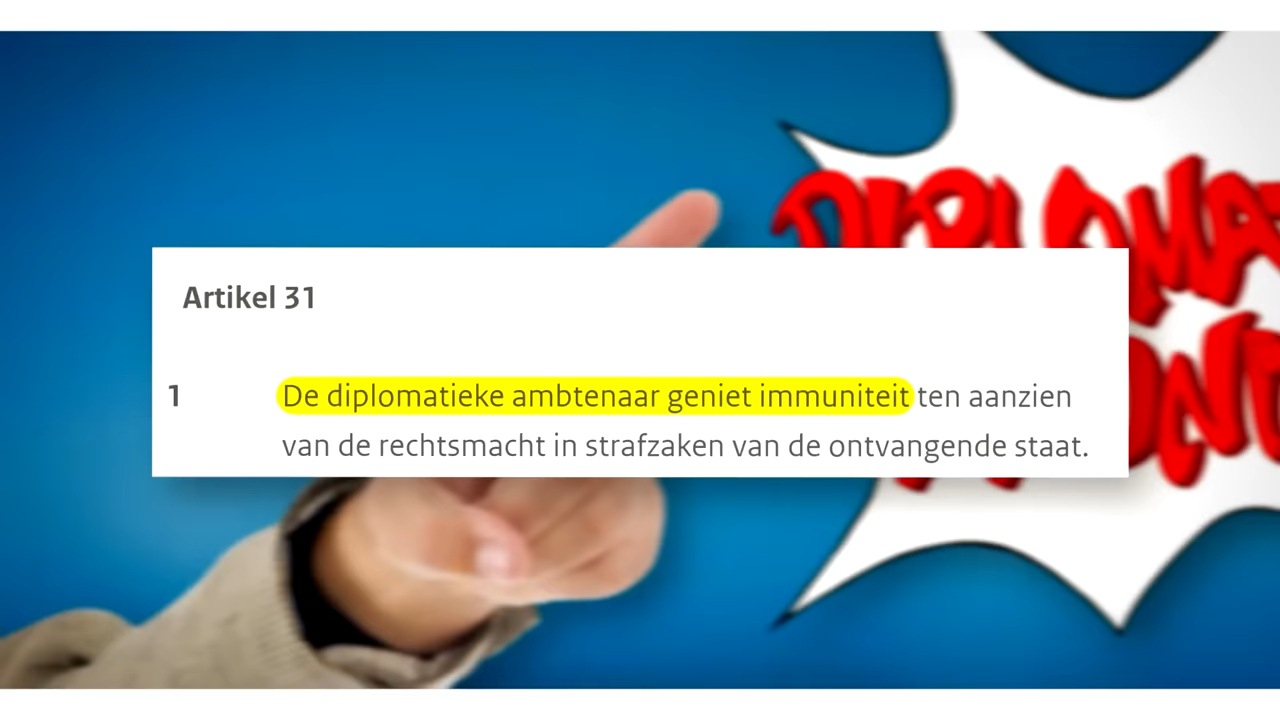 DIPLOMA
Artikel 31
1 De diplomatieke ambtenaar geniet immuniteit ten aanzien
van de rechtsmacht in strafzaken van de ontvangende staat.